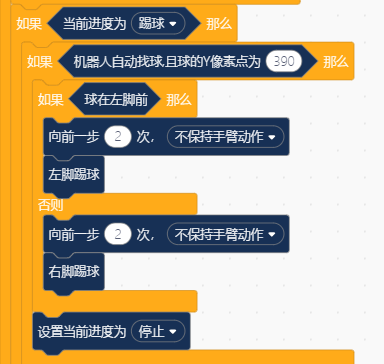 如果 当前进度为 踢球 那么
如果 机器人自动找球,且球的Y像素点为 390 那么
如果 球在左脚前 那么
向前一步 2 次， 不保持手臂动作
左脚踢球
否则
向前一步 2 次， 不保持手臂动作
右脚踢球
设置当前进度为 停止